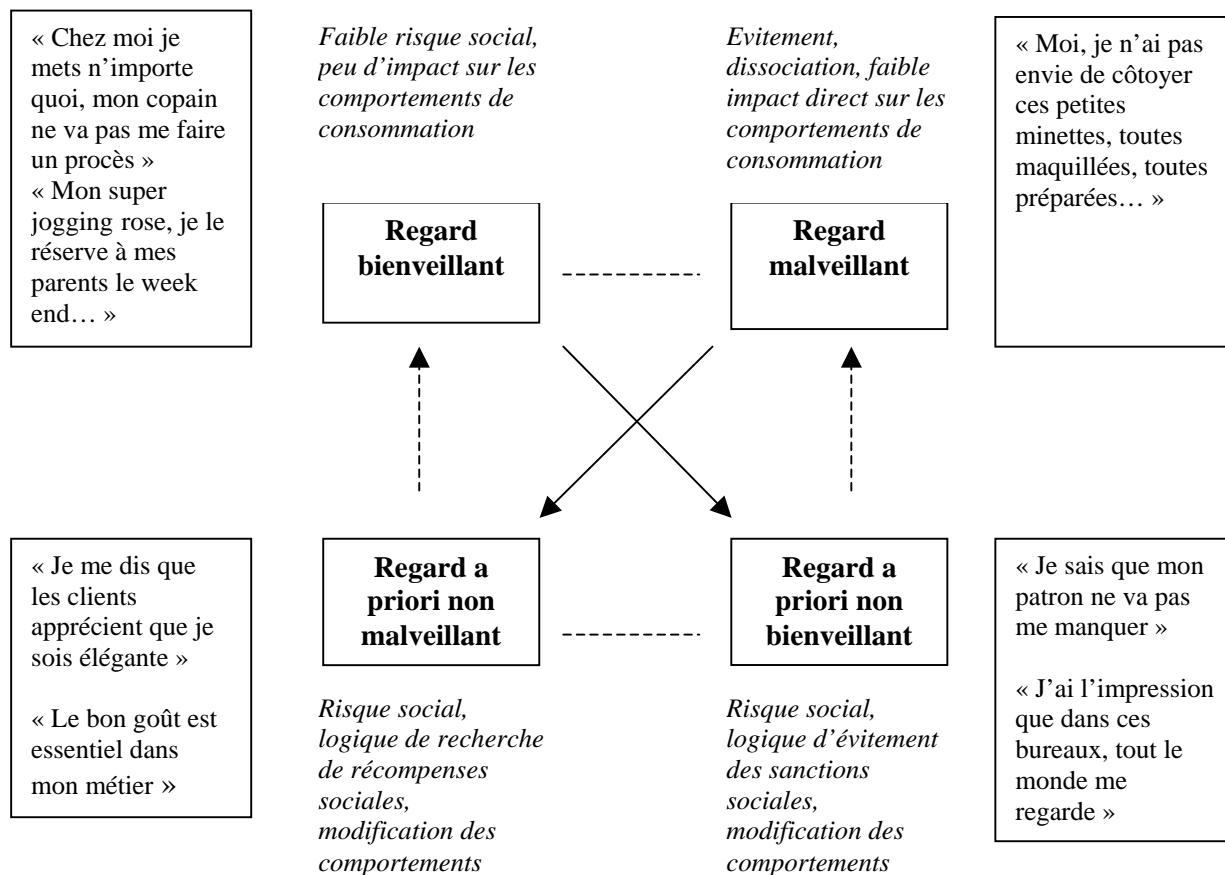 « Chez moi je
mets n’importe
quoi, mon copain
ne va pas me faire
un procès »
« Mon super
jogging rose, je le
réserve à mes
parents le week
end… »
Faible risque social,
peu d’impact sur les
comportements de
consommation
Evitement,
dissociation, faible
impact direct sur les
comportements de
consommation
« Moi, je n’ai pas
envie de côtoyer
ces petites
minettes, toutes
maquillées, toutes
préparées… »
Regard
bienveillant
Regard
malveillant
« Je me dis que
les clients
apprécient que je
sois élégante »
« Le bon goût est
essentiel dans
mon métier »
Regard a
priori non
malveillant
Regard a
priori non
bienveillant
« Je sais que mon
patron ne va pas
me manquer »
« J’ai l’impression
que dans ces
bureaux, tout le
monde me
regarde »
Risque social,
logique de recherche
de récompenses
sociales,
modification des
comportements
Risque social,
logique d’évitement
des sanctions
sociales,
modification des
comportements